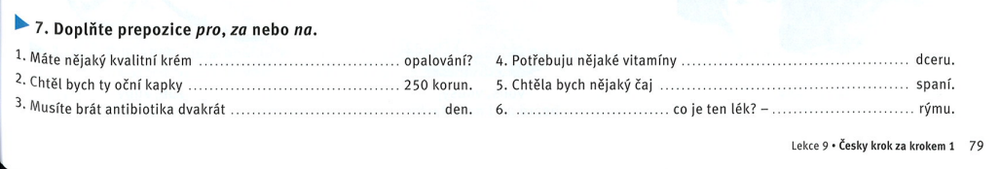 7. Doplňte prepozice pro, za nebo na.
1. Máte nějaký kvalitní krém ................................... opalování?
2. Chtěl bych ty oční kapky ..................................... 250 korun.
3. Musíte brát antibiotika dvakrát .................................... den.
4. Potřebuju nějaké vitamíny ........................................ dceru.
5. Chtěla bych nějaký čaj ............................................ spaní.
6. ........................... co je ten lék? – ......................... rýmu.
Lekce 9 • Česky krok za krokem 1 79